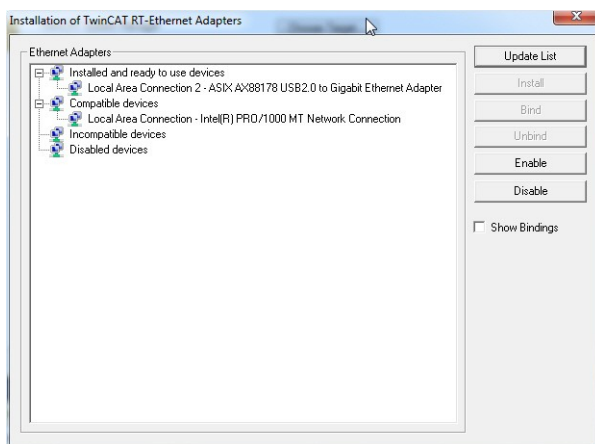 Installation of TwinCAT RT-Ethernet Adapters
Ethernet Adapters
Installed and ready to use devices
Local Area Connection 2 - ASIX AX88178 USB2.0 to Gigabit Ethernet Adapter
Compatible devices
Local Area Connection - Intel(R) PRO/1000 MT Network Connection
Incompatible devices
Disabled devices
Update List
Install
Bind
Unbind
Enable
Disable
Show Bindings